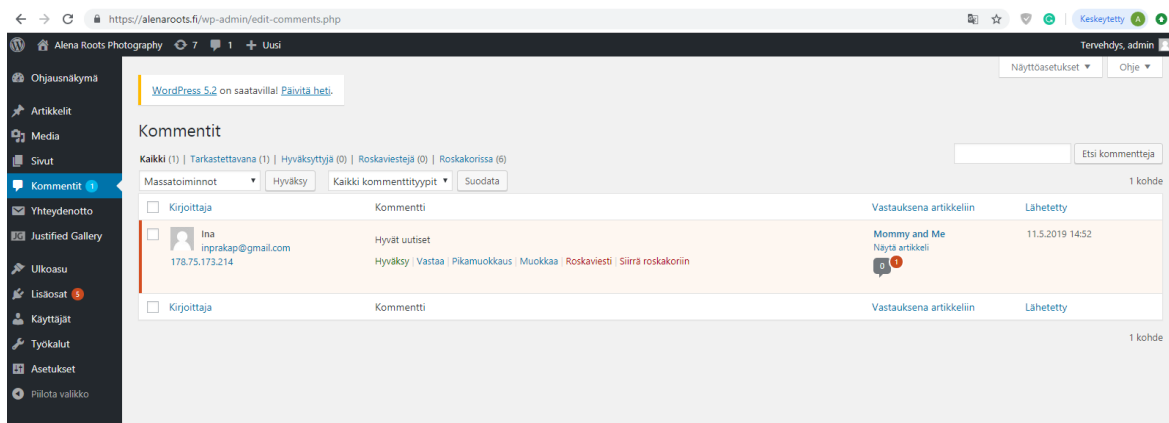 https://alenaroots.fi/wp-admin/edit-comments.php
Keskeytetty A
Alena Roots Photography 7 1 + Uusi
Tervehdys, admin
Näyttöasetukset ▼ Ohje ▼
Ohjausnäkymä
Artikkelit
Media
Sivut
Kommentit 1
Yhteydenotto
JG Justified Gallery
Ulkoasu
Lisäosat 5
Käyttäjät
Työkalut
Asetukset
Piilota valikko
WordPress 5.2 on saatavilla! Päivitä heti.
Kommentit
Kaikki (1) | Tarkastettavana (1) | Hyväksyttyjä (0) | Roskaviestejä (0) | Roskakorissa (6)
Etsi kommentteja
Massatoiminnot ▼ Hyväksy Kaikki kommenttityypit ▼ Suodata
1 kohde
Kirjoittaja Kommentti Vastauksena artikkeliin Lähetetty
Ina
inprakap@gmail.com
178.75.173.214
Hyvät uutiset
Hyväksy | Vastaa | Pikamuokkaus | Muokkaa | Roskaviesti | Siirrä roskakoriin
Mommy and Me
Näytä artikkeli
0 1
11.5.2019 14:52
Kirjoittaja Kommentti Vastauksena artikkeliin Lähetetty
1 kohde